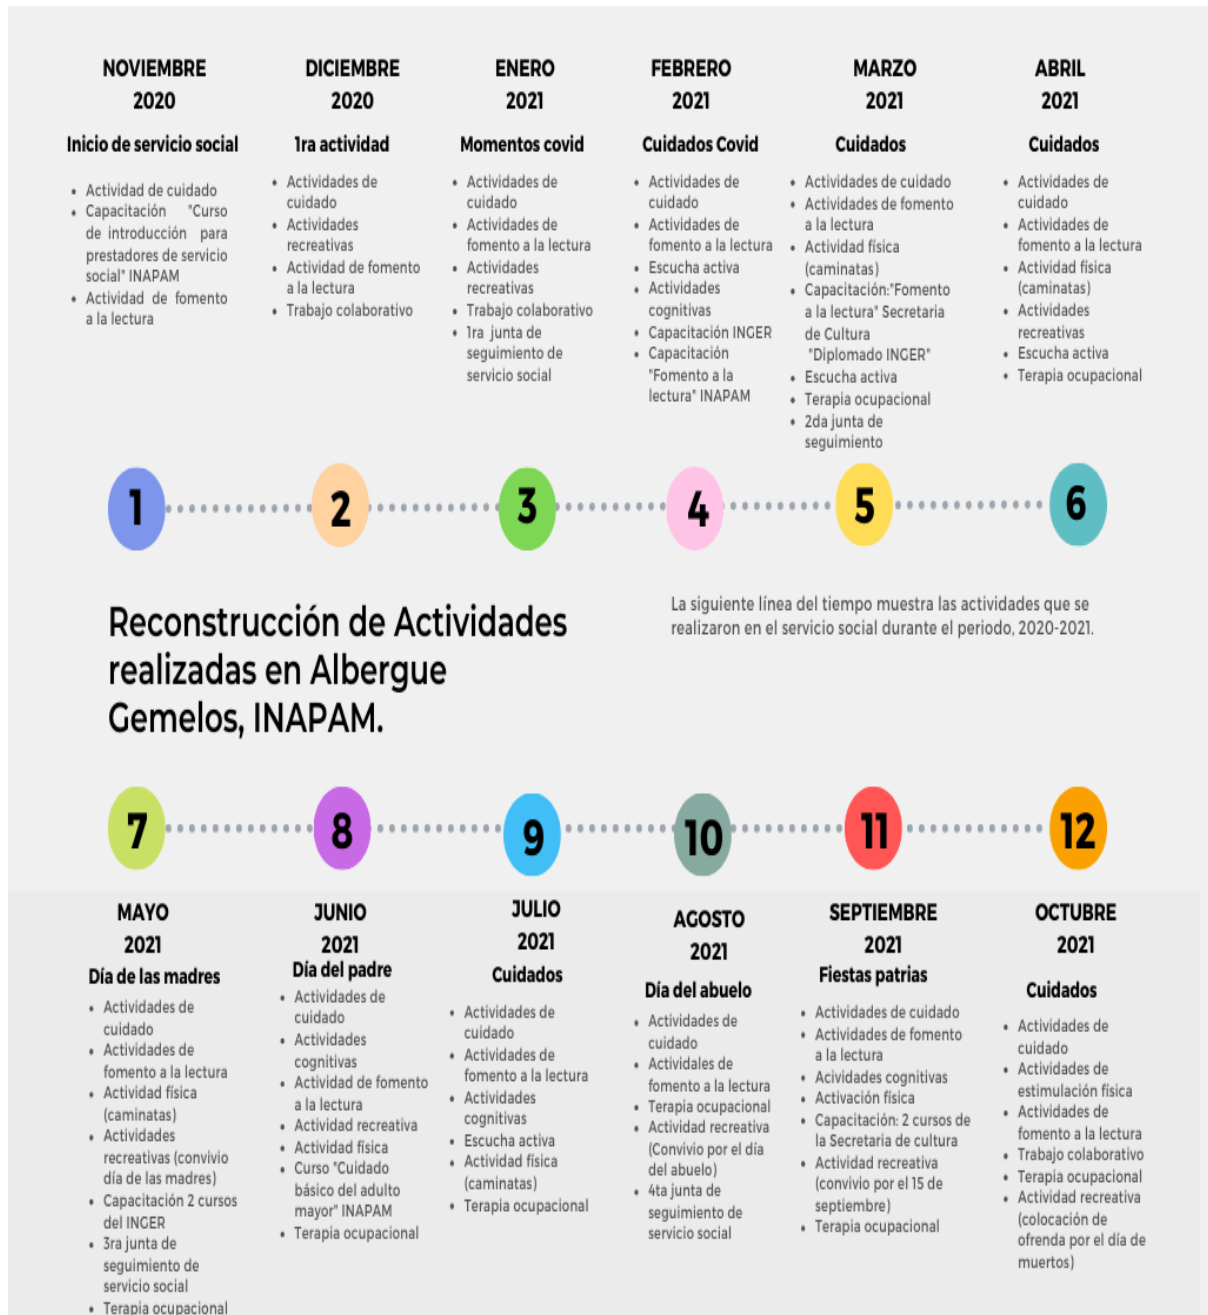 NOVIEMBRE
2020
Inicio de servicio social
• Actividad de cuidado
• Capacitación "Curso
de introducción para
prestadores de servicio
social" INAPAM
• Actividad de fomento
a la lectura
DICIEMBRE
2020
1ra actividad
• Actividades de
cuidado
• Actividades
recreativas
• Actividad de fomento
a la lectura
• Trabajo colaborativo
ENERO
2021
Momentos covid
• Actividades de
cuidado
• Actividades de
fomento a la lectura
• Actividades
recreativas
• Trabajo colaborativo
• 1ra junta de
seguimiento de
servicio social
FEBRERO
2021
Cuidados Covid
• Actividades de
cuidado
• Actividades de
fomento a la lectura
• Escucha activa
• Actividades
cognitivas
• Capacitación INGER
• Capacitación
"Fomento a la
lectura" INAPAM
MARZO
2021
Cuidados
• Actividades de cuidado
• Actividades de fomento
a la lectura
• Actividad física
(caminatas)
• Capacitación:"Fomento
a la lectura" Secretaria
de Cultura
"Diplomado INGER"
• Escucha activa
• Terapia ocupacional
• 2da junta de
seguimiento
ABRIL
2021
Cuidados
• Actividades de
cuidado
• Actividades de
fomento a la lectura
• Actividad física
(caminatas)
• Actividades
recreativas
• Escucha activa
• Terapia ocupacional
1
2
3
4
5
6
Reconstrucción de Actividades
realizadas en Albergue
Gemelos, INAPAM.
La siguiente línea del tiempo muestra las actividades que se
realizaron en el servicio social durante el periodo, 2020-2021.
7
8
9
10
11
12
MAYO
2021
Día de las madres
• Actividades de
cuidado
• Actividades de
fomento a la lectura
• Actividad física
(caminatas)
• Actividades
recreativas (convivio
día de las madres)
• Capacitación 2 cursos
del INGER
• 3ra junta de
seguimiento de
servicio social
• Terapia ocupacional
JUNIO
2021
Día del padre
• Actividades de
cuidado
• Actividades
cognitivas
• Actividad de fomento
a la lectura
• Actividad recreativa
• Actividad física
• Curso "Cuidado
básico del adulto
mayor" INAPAM
• Terapia ocupacional
JULIO
2021
Cuidados
• Actividades de
cuidado
• Actividades de
fomento a la lectura
• Actividades
cognitivas
• Escucha activa
• Actividad física
(caminatas)
• Terapia ocupacional
AGOSTO
2021
Día del abuelo
• Actividades de
cuidado
• Actividales de
fomento a la lectura
• Terapia ocupacional
• Actividad recreativa
(Convivio por el día
del abuelo)
• 4ta junta de
seguimiento de
servicio social
SEPTIEMBRE
2021
Fiestas patrias
• Actividades de cuidado
• Actividades de fomento
a la lectura
• Acividades cognitivas
• Activación física
• Capacitación: 2 cursos de
la Secretaria de cultura
• Actividad recreativa
(convivio por el 15 de
septiembre)
• Terapia ocupacional
OCTUBRE
2021
Cuidados
• Actividades de
cuidado
• Actividades de
estimulación física
• Actividades de
fomento a la lectura
• Trabajo colaborativo
• Terapia ocupacional
• Actividad recreativa
(colocación de
ofrenda por el día de
muertos)